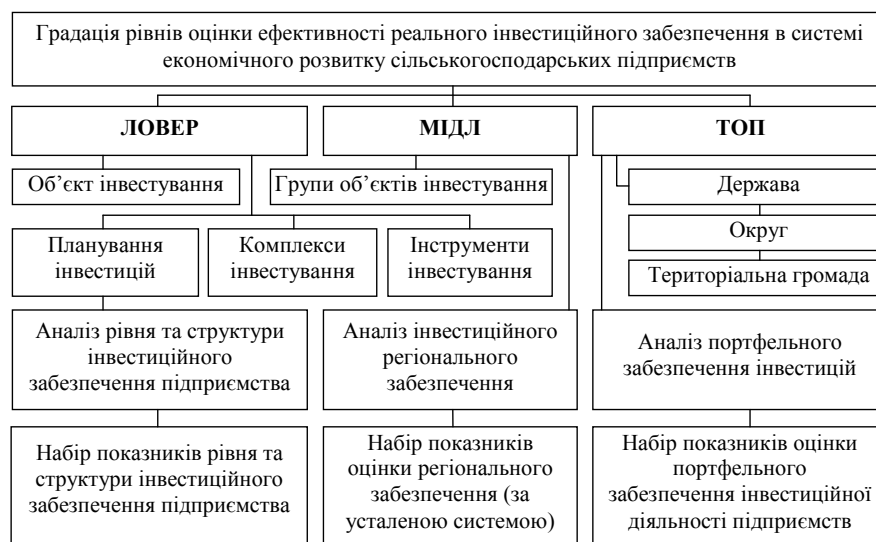 Градація рівнів оцінки ефективності реального інвестиційного забезпечення в системі
економічного розвитку сільськогосподарських підприємств
ЛОВЕР
МІДЛ
ТОП
Об’єкт інвестування
Групи об’єктів інвестування
Держава
Округ
Територіальна громада
Планування
інвестицій
Комплекси
інвестування
Інструменти
інвестування
Аналіз рівня та структури
інвестиційного
забезпечення підприємства
Аналіз інвестиційного
регіонального
забезпечення
Аналіз портфельного
забезпечення інвестицій
Набір показників рівня та
структури інвестиційного
забезпечення підприємства
Набір показників
оцінки регіонального
забезпечення (за
усталеною системою)
Набір показників оцінки
портфельного
забезпечення інвестиційної
діяльності підприємств